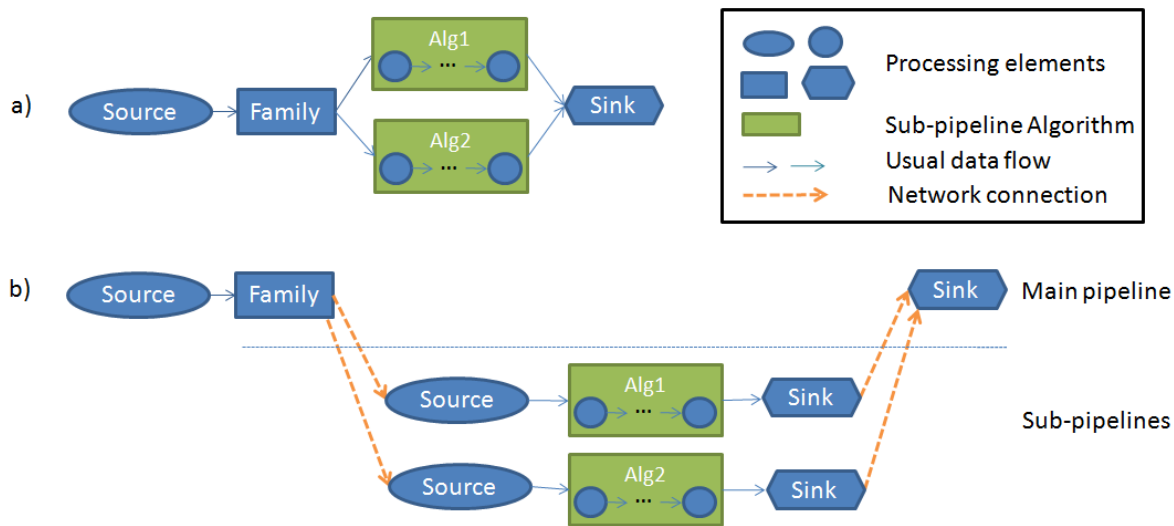 a)
Source
Family
Alg1
...
Alg2
...
Sink
Processing elements
Sub-pipeline Algorithm
Usual data flow
Network connection
b)
Source
Family
Sink
Main pipeline
Source
Alg1
...
Sink
Sub-pipelines
Source
Alg2
...
Sink